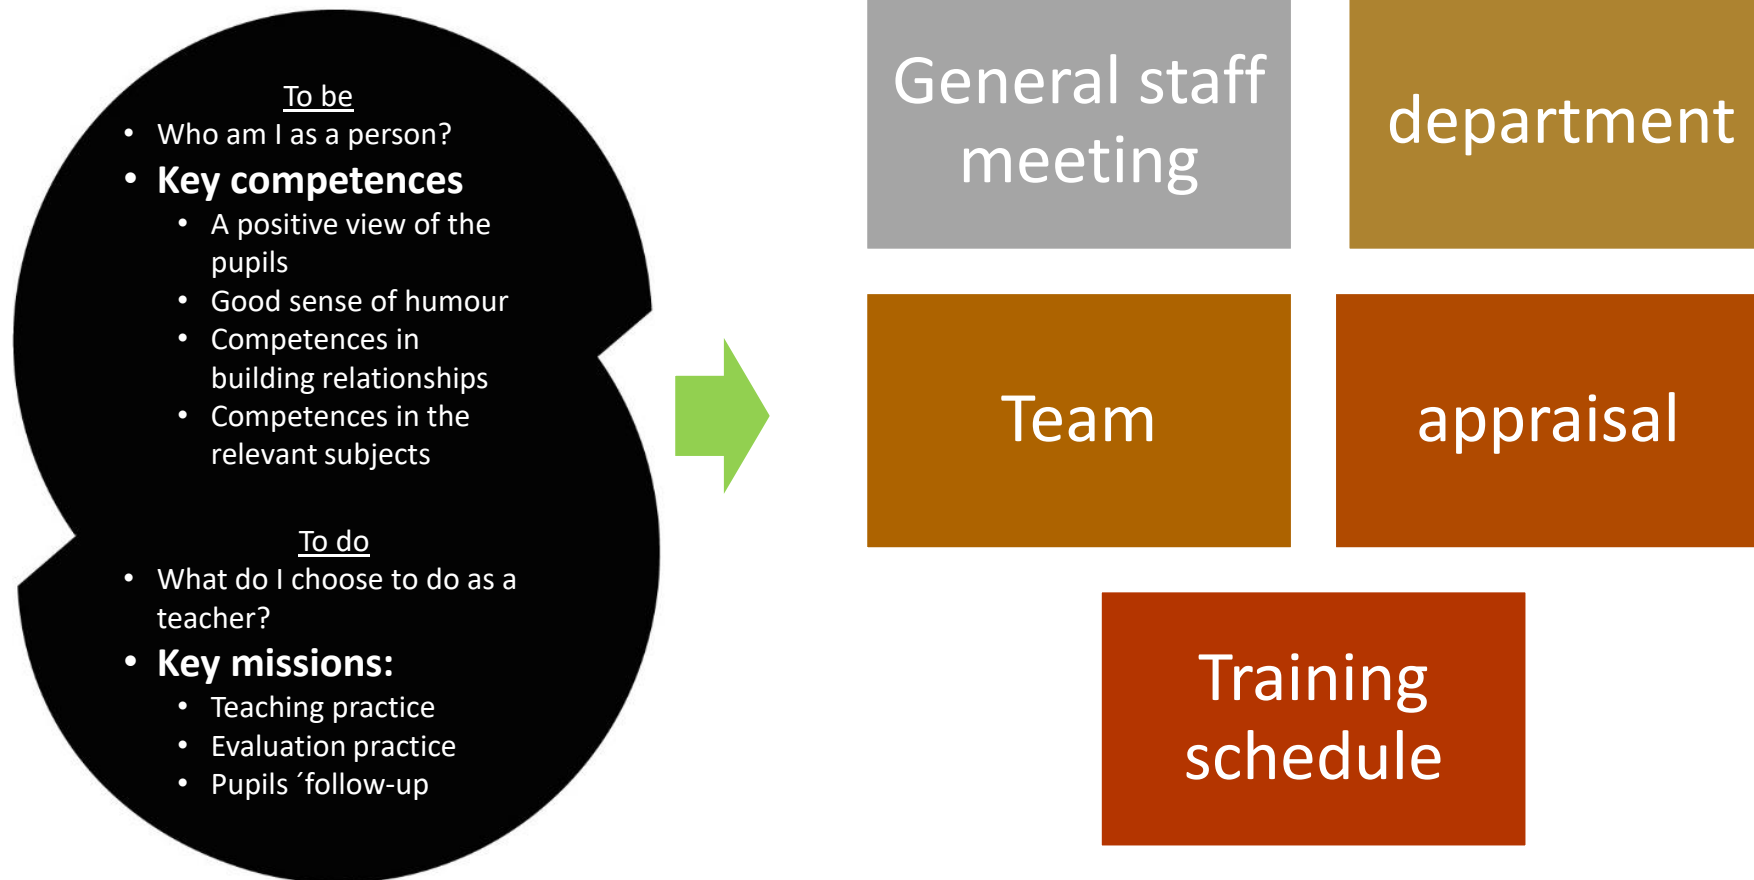 To be
• Who am I as a person?
• Key competences
• A positive view of the
pupils
• Good sense of humour
• Competences in
building relationships
• Competences in the
relevant subjects
To do
• What do I choose to do as a
teacher?
• Key missions:
• Teaching practice
• Evaluation practice
• Pupils ´follow-up
General staff
meeting
department
Team
appraisal
Training
schedule